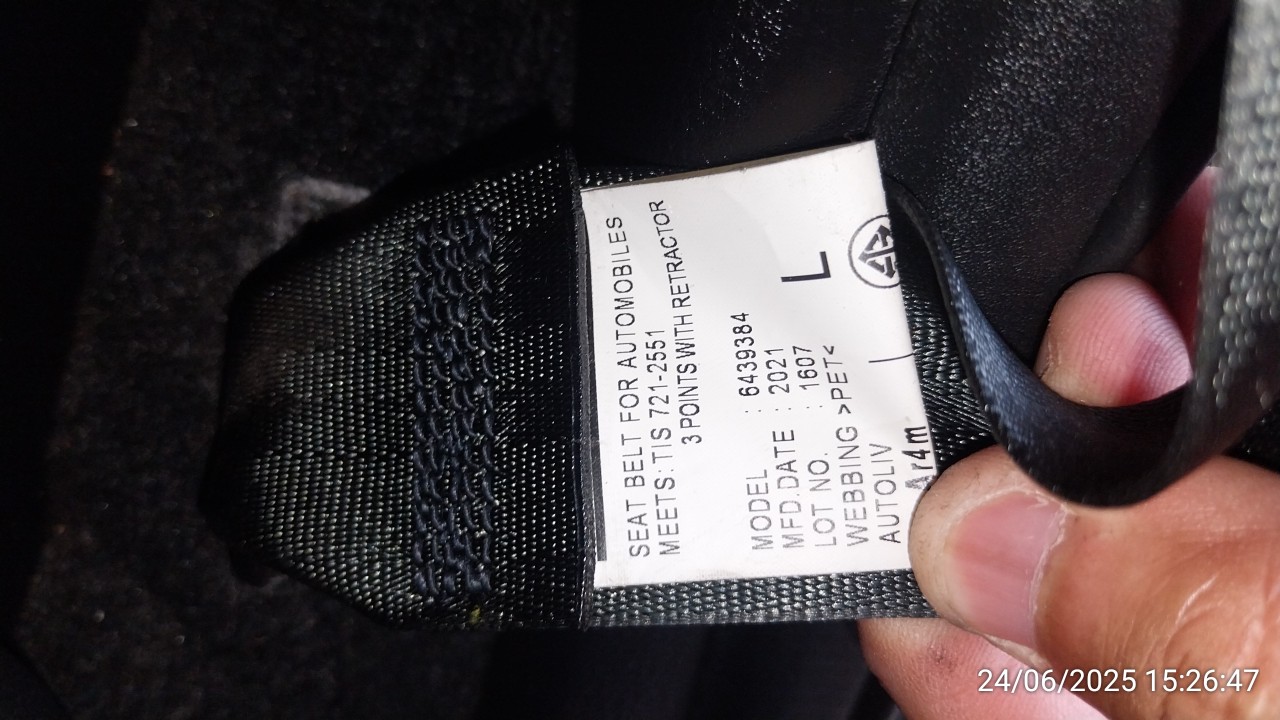 SEAT BELT FOR AUTOMOBILES
MEETS: TIS 721-2551
3 POINTS WITH RETRACTOR
MODEL : 6439384
MFD.DATE : 2021
LOT NO. : 1607
WEBBING >PET<
AUTOLIV
L
Ar4m
24/06/2025 15:26:47